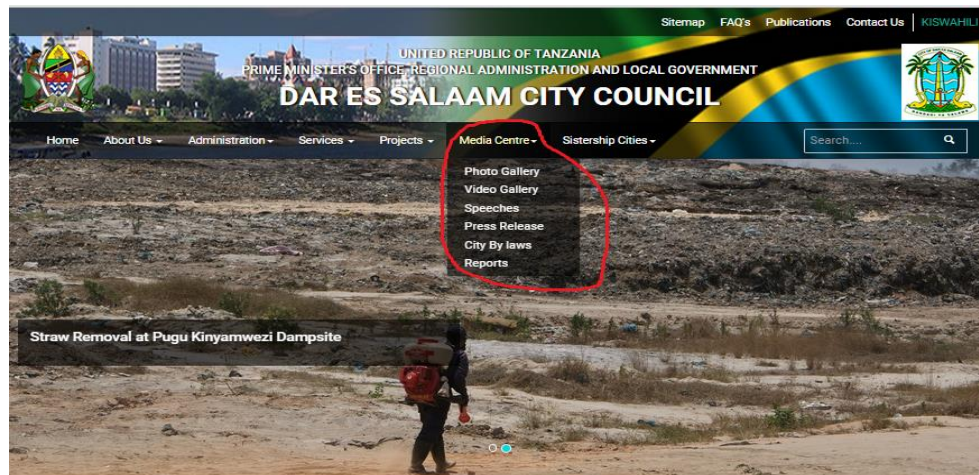 Sitemap FAQ's Publications Contact Us KISWAHILI
UNITED REPUBLIC OF TANZANIA
PRIME MINISTER'S OFFICE, REGIONAL ADMINISTRATION AND LOCAL GOVERNMENT
DAR ES SALAAM CITY COUNCIL
Home About Us Administration Services Projects Media Centre Sistership Cities Search....
Photo Gallery
Video Gallery
Speeches
Press Release
City By laws
Reports
Straw Removal at Pugu Kinyamwezi Dampsite